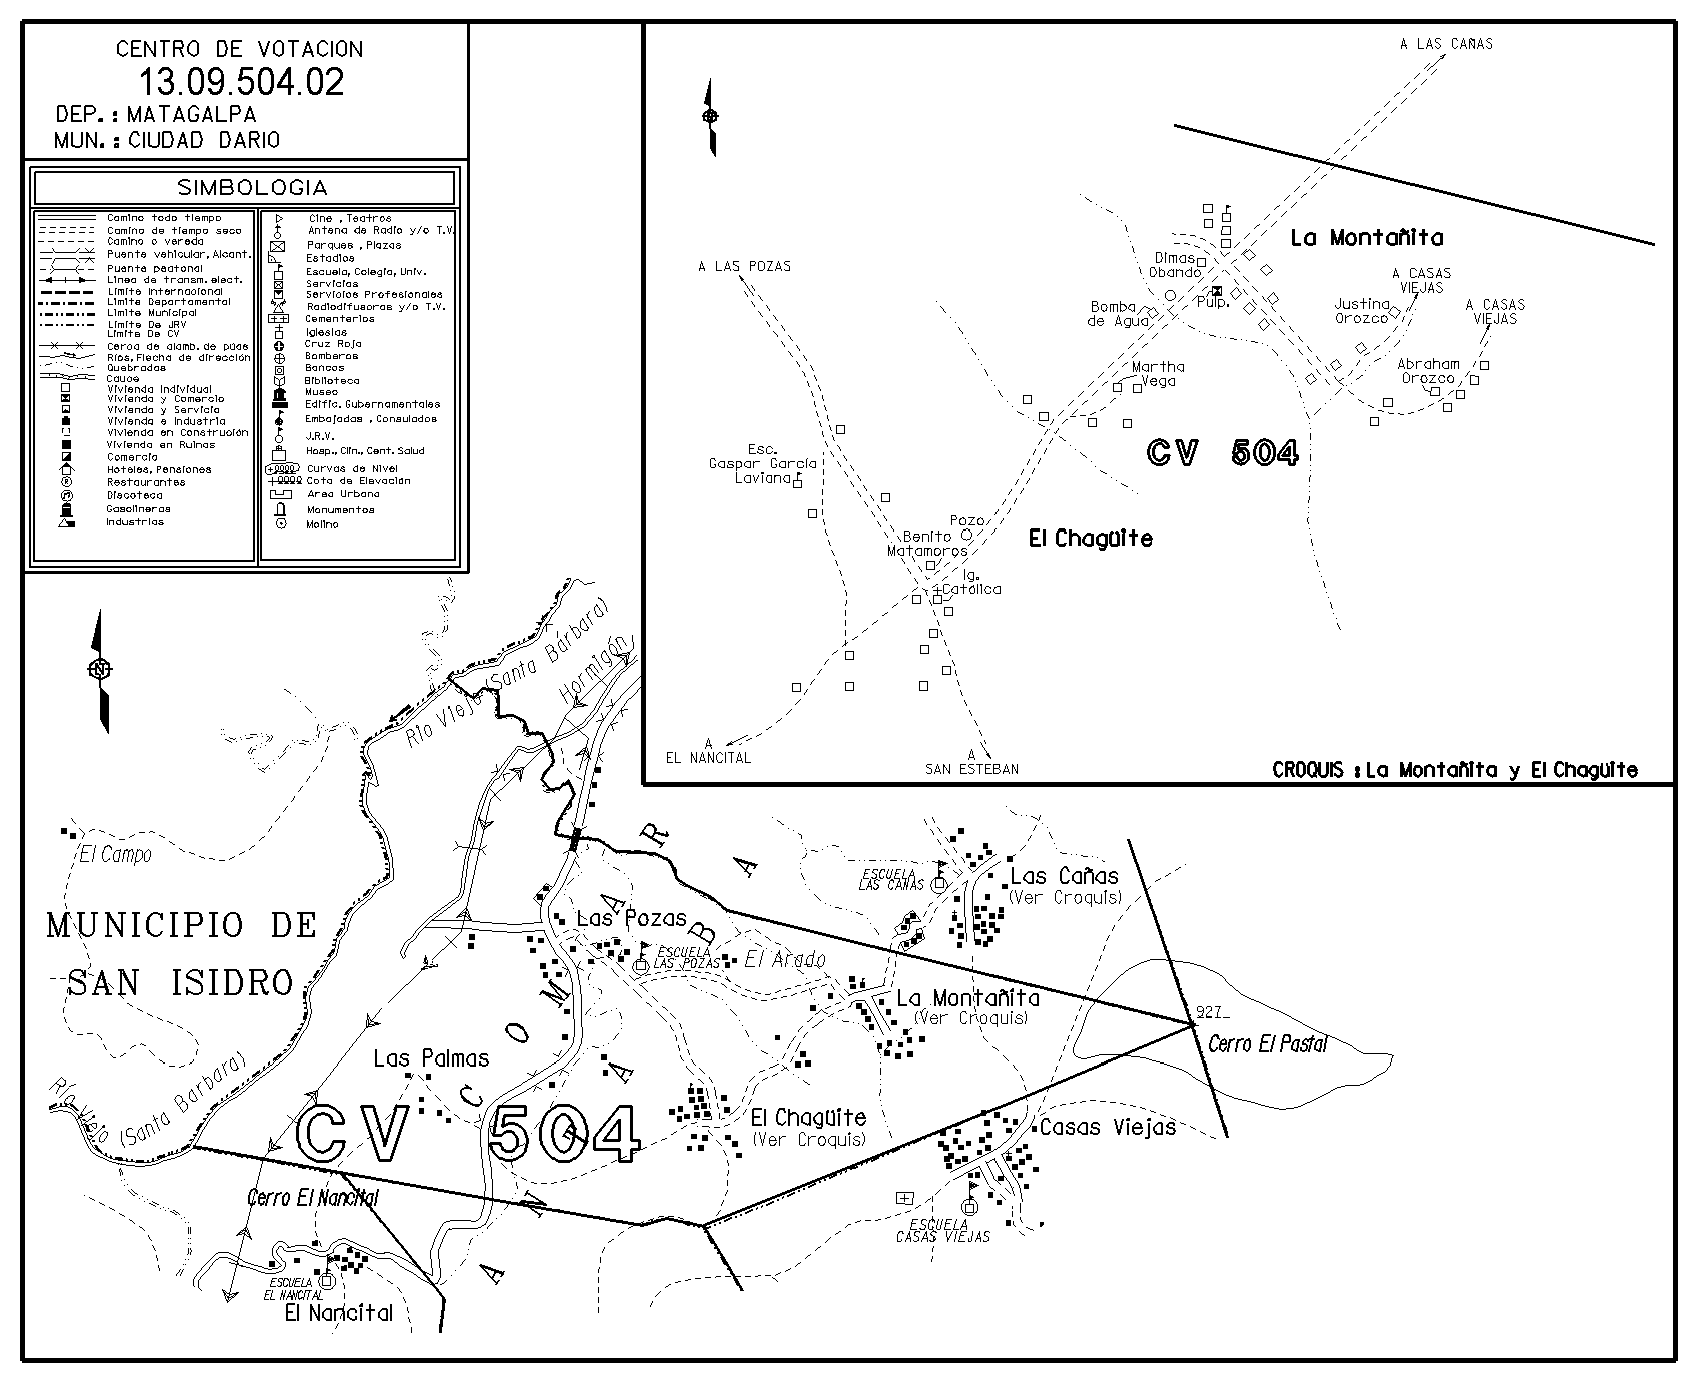 CENTRO DE VOTACION
13.09.504.02
DEP.: MATAGALPA
MUN.: CIUDAD DARIO
SIMBOLOGIA
Camino todo tiempo
Camino de tiempo seco
Camino o vereda
Puente vehicular, Alcant.
Puente peatonal
Linea de transm. elect.
Limite Internacional
Limite Departamental
Limite Municipal
Limite De JRV
Limite De CV
Cerca de alamb. de púas
Ríos, Flecha de dirección
Quebradas
Cauce
Vivienda Individual
Vivienda y Comercio
Vivienda y Servicio
Vivienda e Industria
Vivienda en Construción
Vivienda en Ruinas
Comercio
Hoteles, Pensiones
Restaurantes
Discoteca
Gasolineras
Industrias
Cine , Teatros
Antena de Radio y/o T.V.
Parques , Plazas
Estadios
Escuela, Colegio, Univ.
Servicios
Servicios Profesionales
Radiodifusoras y/o T.V.
Cementerios
Iglesias
Cruz Roja
Bomberos
Bancos
Biblioteca
Museo
Edific. Gubernamentales
Embajadas , Consulados
J.R.V.
Hosp., Clín., Cent. Salud
Curvas de Nivel
Cota de Elevación
Area Urbana
Monumentos
Molino
A LAS CAÑAS
La Montañita
A LAS POZAS
Dimas
Obando
Pulp.
Bomba
de Agua
A CASAS
VIEJAS
Justina
Orozco
A CASAS
VIEJAS
Martha
Vega
Abraham
Orozco
CV 504
Esc.
Gaspar García
Laviana
Pozo
Benito
Matamoros
El Chagüite
Ig.
Católica
A
EL NANCITAL
A
SAN ESTEBAN
CROQUIS : La Montañita y El Chagüite
N
Río Viejo (Santa Bárbara)
Hormigón
El Campo
MUNICIPIO DE
SAN ISIDRO
ESCUELA
LAS CAÑAS
Las Cañas
(Ver Croquis)
Las Pozas
ESCUELA
LAS POZAS
El Arado
La Montañita
(Ver Croquis)
927
Cerro El Pastal
COMARCA
Las Palmas
Río Viejo (Santa Barbara)
CV 504
El Chagüite
(Ver Croquis)
Casas Viejas
Cerro El Nancital
ESCUELA
CASAS VIEJAS
ESCUELA
EL NANCITAL
El Nancital